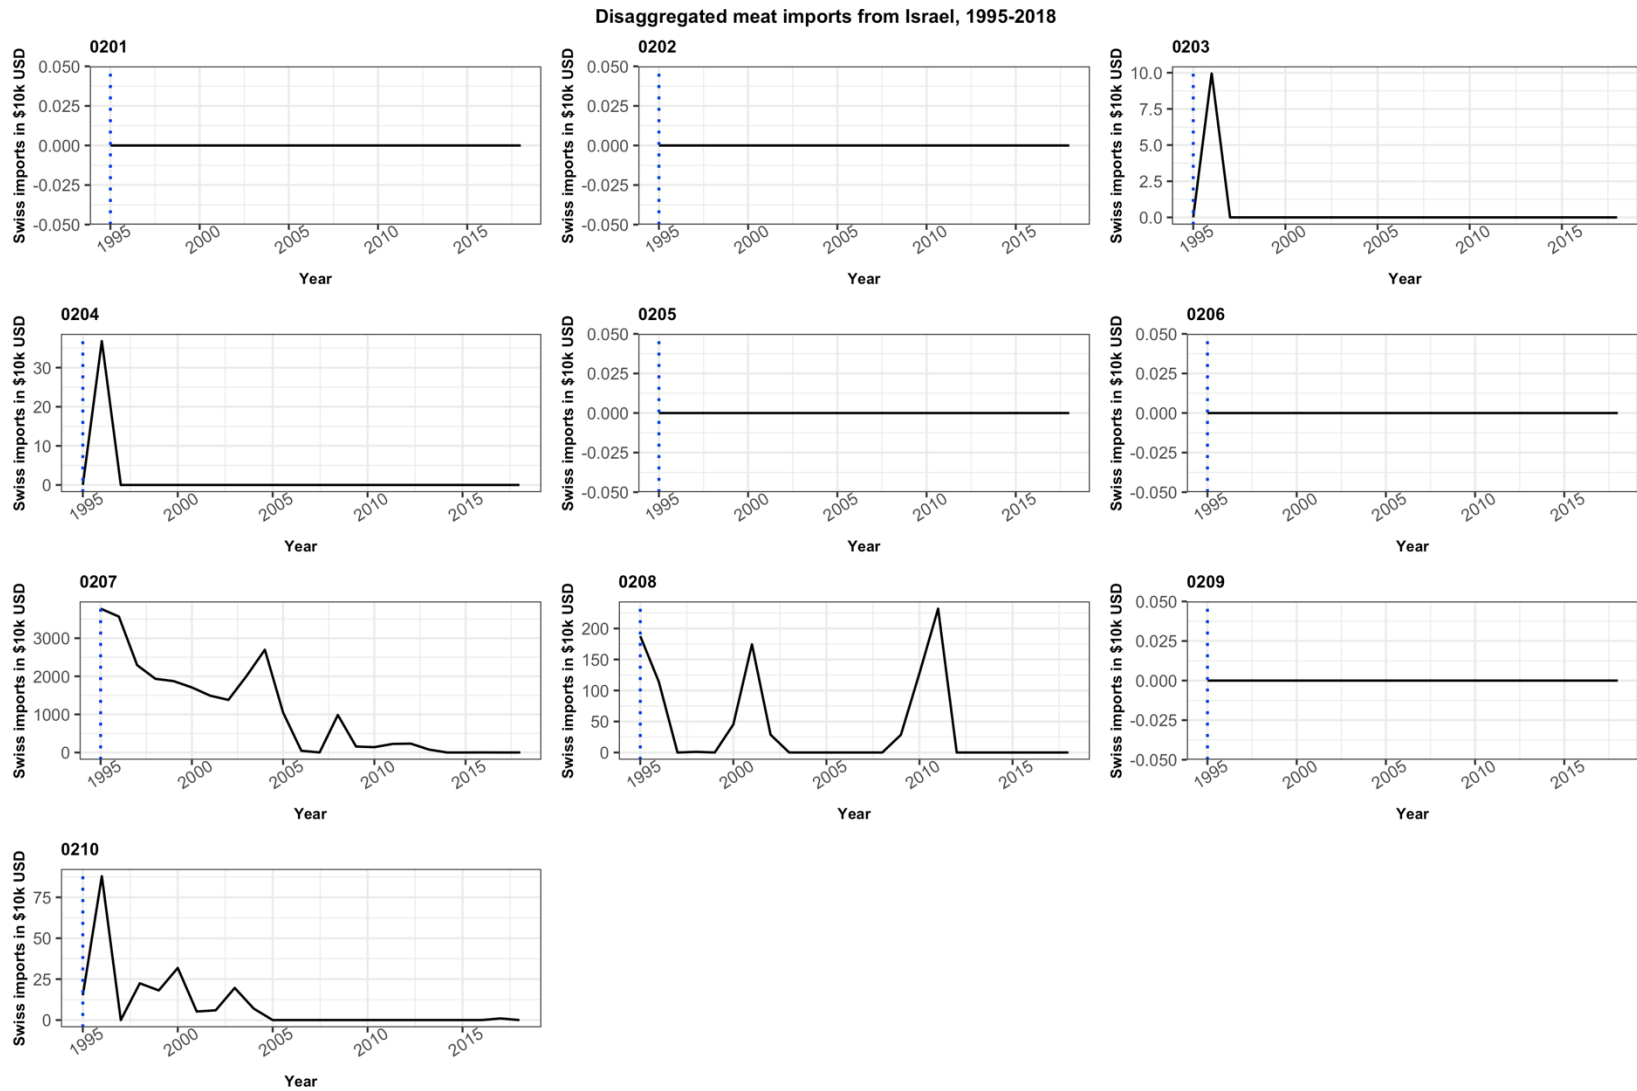 Disaggregated meat imports from Israel, 1995-2018
0201
Swiss imports in $10k USD
0.050
0.025
0.000
-0.025
-0.050
1995 2000 2005 2010 2015
Year
0202
Swiss imports in $10k USD
0.050
0.025
0.000
-0.025
-0.050
1995 2000 2005 2010 2015
Year
0203
Swiss imports in $10k USD
10.0
7.5
5.0
2.5
0.0
1995 2000 2005 2010 2015
Year
0204
Swiss imports in $10k USD
30
20
10
0
1995 2000 2005 2010 2015
Year
0205
Swiss imports in $10k USD
0.050
0.025
0.000
-0.025
-0.050
1995 2000 2005 2010 2015
Year
0206
Swiss imports in $10k USD
0.050
0.025
0.000
-0.025
-0.050
1995 2000 2005 2010 2015
Year
0207
Swiss imports in $10k USD
3000
2000
1000
0
1995 2000 2005 2010 2015
Year
0208
Swiss imports in $10k USD
200
150
100
50
0
1995 2000 2005 2010 2015
Year
0209
Swiss imports in $10k USD
0.050
0.025
0.000
-0.025
-0.050
1995 2000 2005 2010 2015
Year
0210
Swiss imports in $10k USD
75
50
25
0
1995 2000 2005 2010 2015
Year